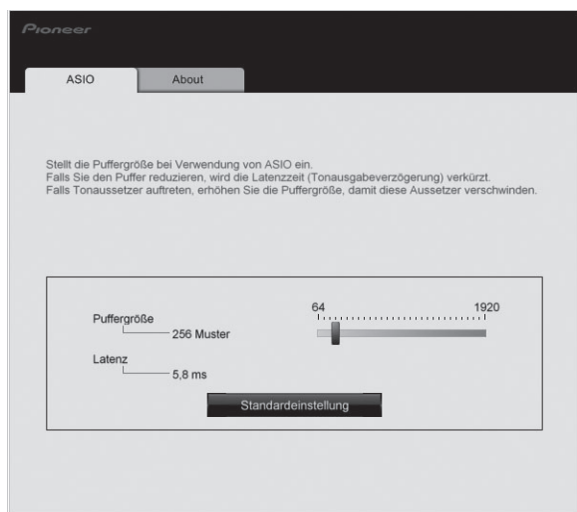 Pioneer
ASIO
About
Stellt die Puffergröße bei Verwendung von ASIO ein.
Falls Sie den Puffer reduzieren, wird die Latenzzeit (Tonausgabeverzögerung) verkürzt.
Falls Tonaussetzer auftreten, erhöhen Sie die Puffergröße, damit diese Aussetzer verschwinden.
64 1920
Puffergröße
256 Muster
Latenz
5,8 ms
Standardeinstellung